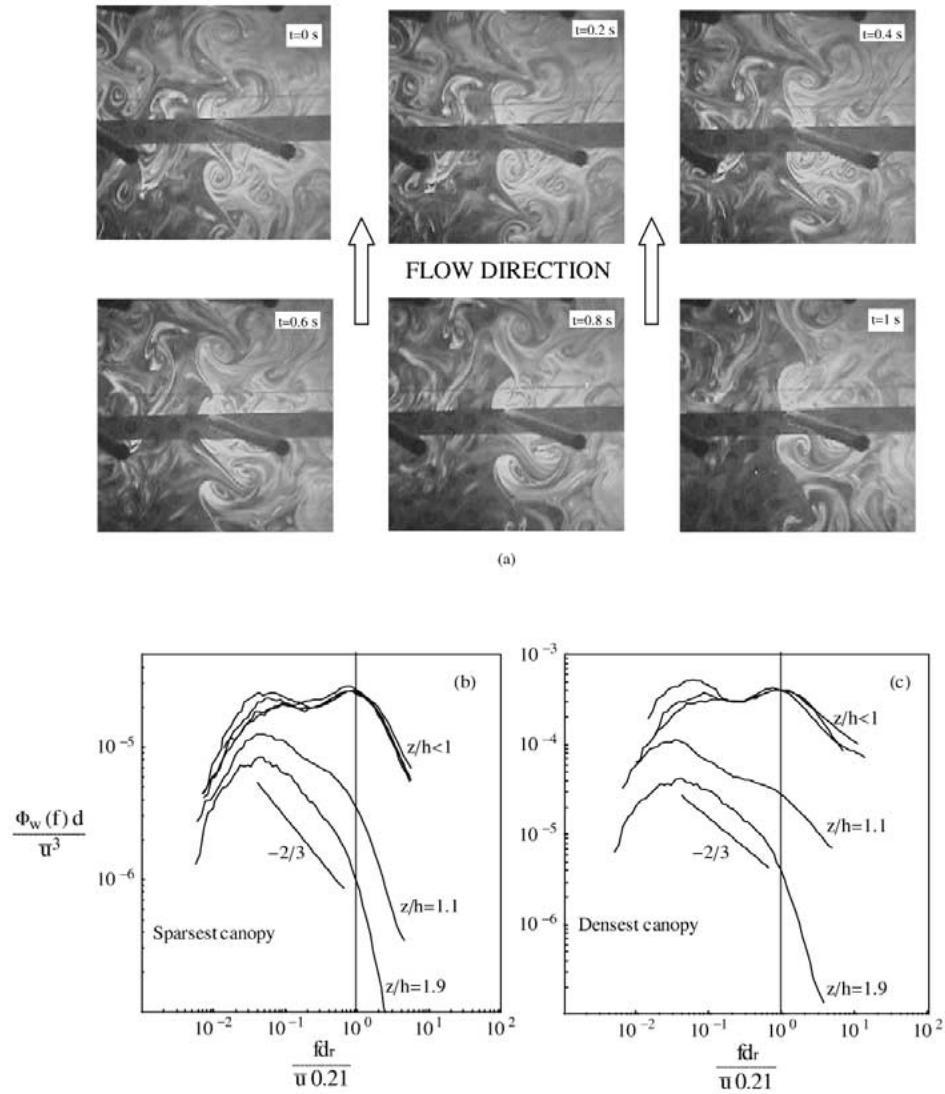 t=0 s
t=0.2 s
t=0.4 s
FLOW DIRECTION
t=0.6 s
t=0.8 s
t=1 s
(a)
(b)
z/h<1
-2/3
z/h=1.1
Sparsest canopy
z/h=1.9
10⁻⁵
10⁻⁶
Φw (f) d
u̅³
10⁻² 10⁻¹ 10⁰ 10¹ 10²
fdr
u̅ 0.21
(c)
z/h<1
z/h=1.1
-2/3
Densest canopy
z/h=1.9
10⁻³
10⁻⁴
10⁻⁵
10⁻⁶
10⁻² 10⁻¹ 10⁰ 10¹ 10²
fdr
u̅ 0.21